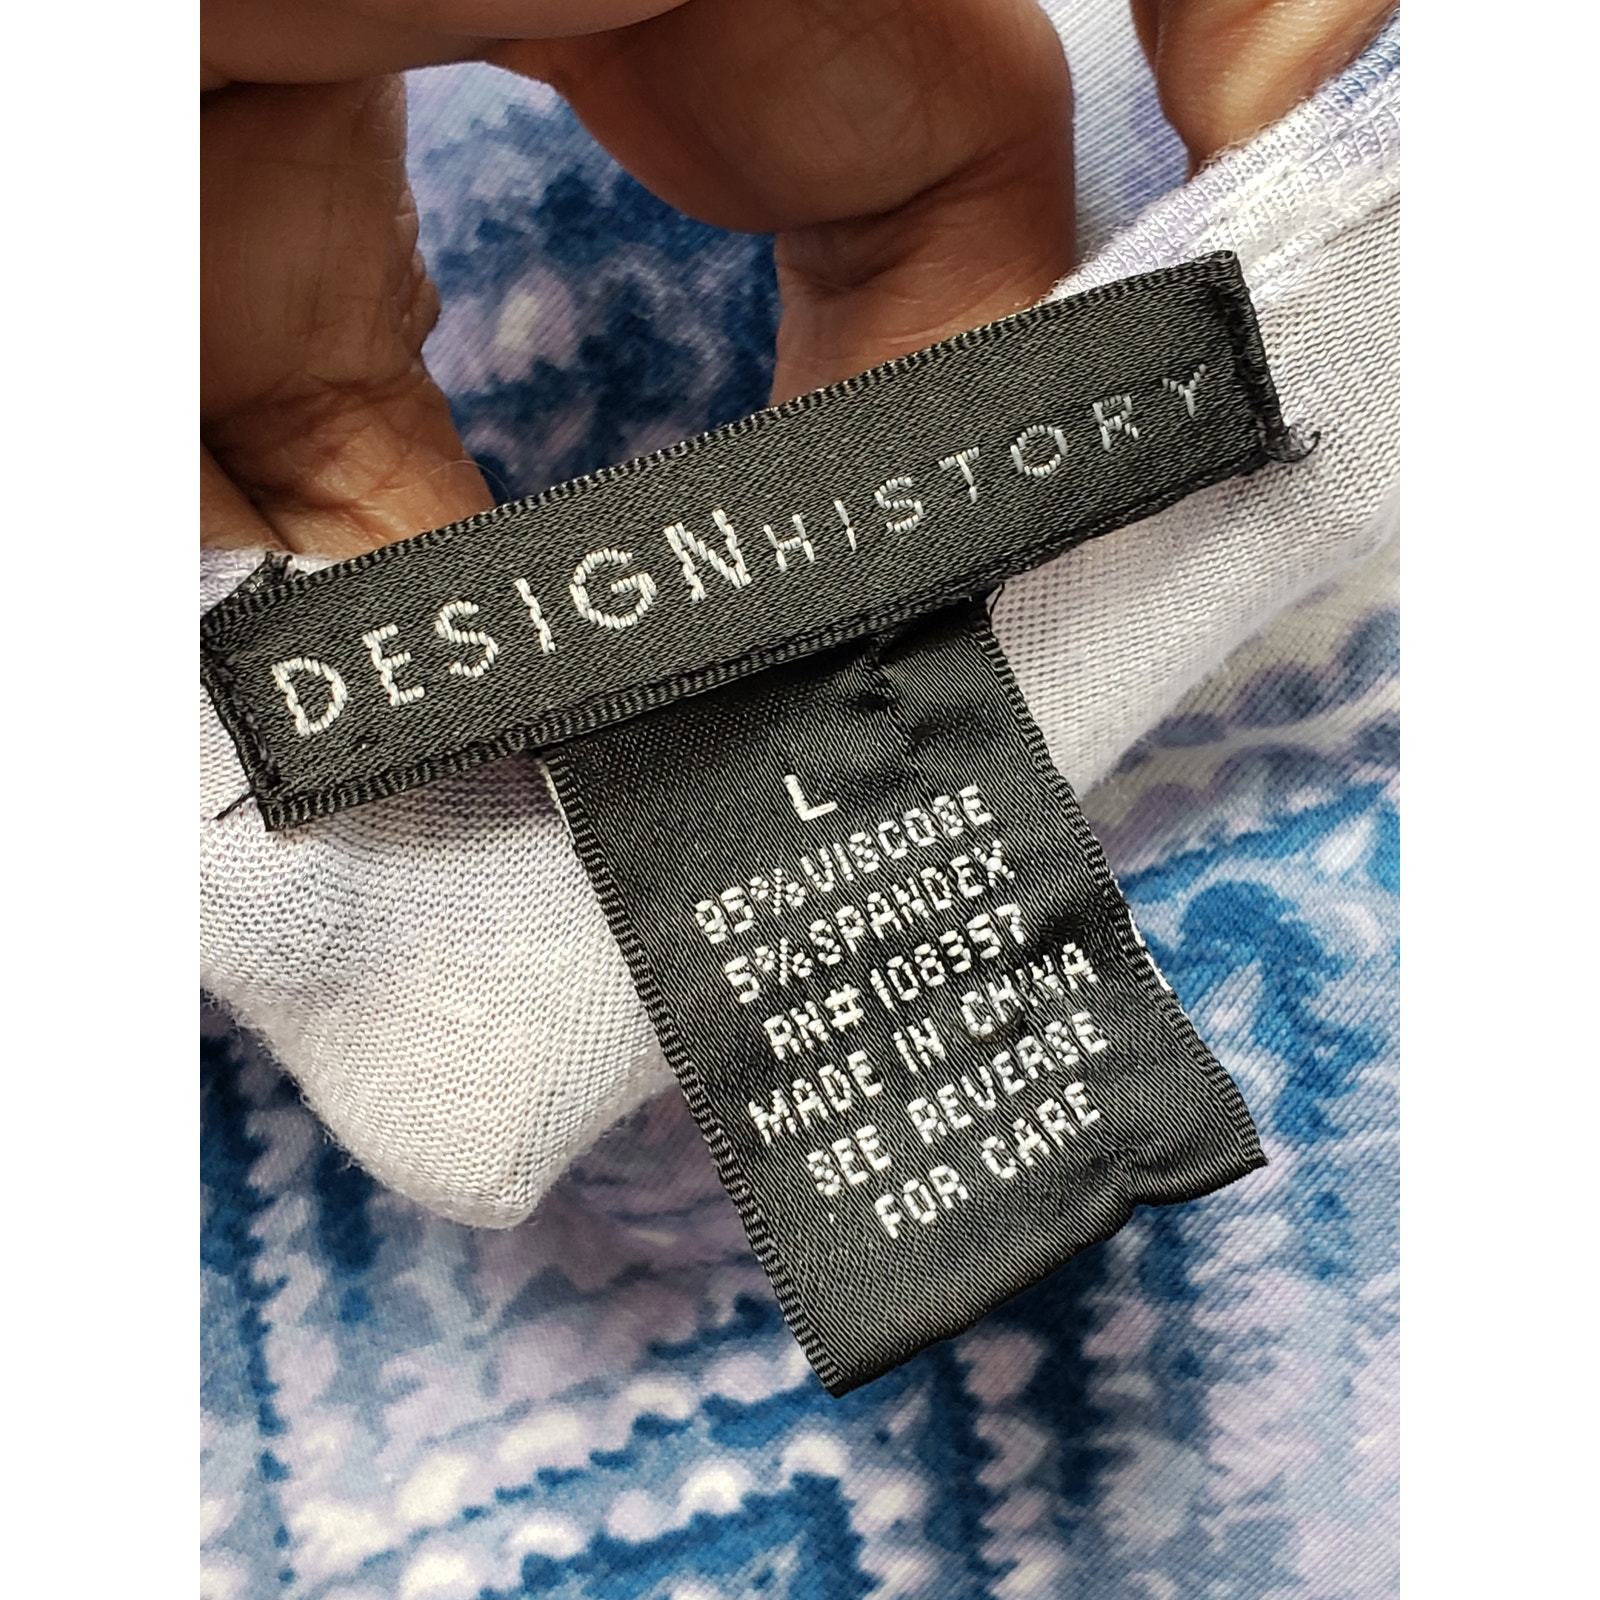 DESIGNHISTORY
L
95% VISCOSE
5% SPANDEX
RN# 108357
MADE IN CHINA
SEE REVERSE
FOR CARE